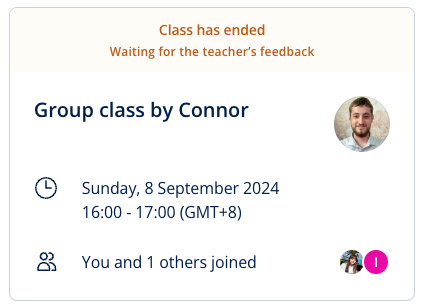 Class has ended
Waiting for the teacher's feedback
Group class by Connor
Sunday, 8 September 2024
16:00 - 17:00 (GMT+8)
You and 1 others joined
I